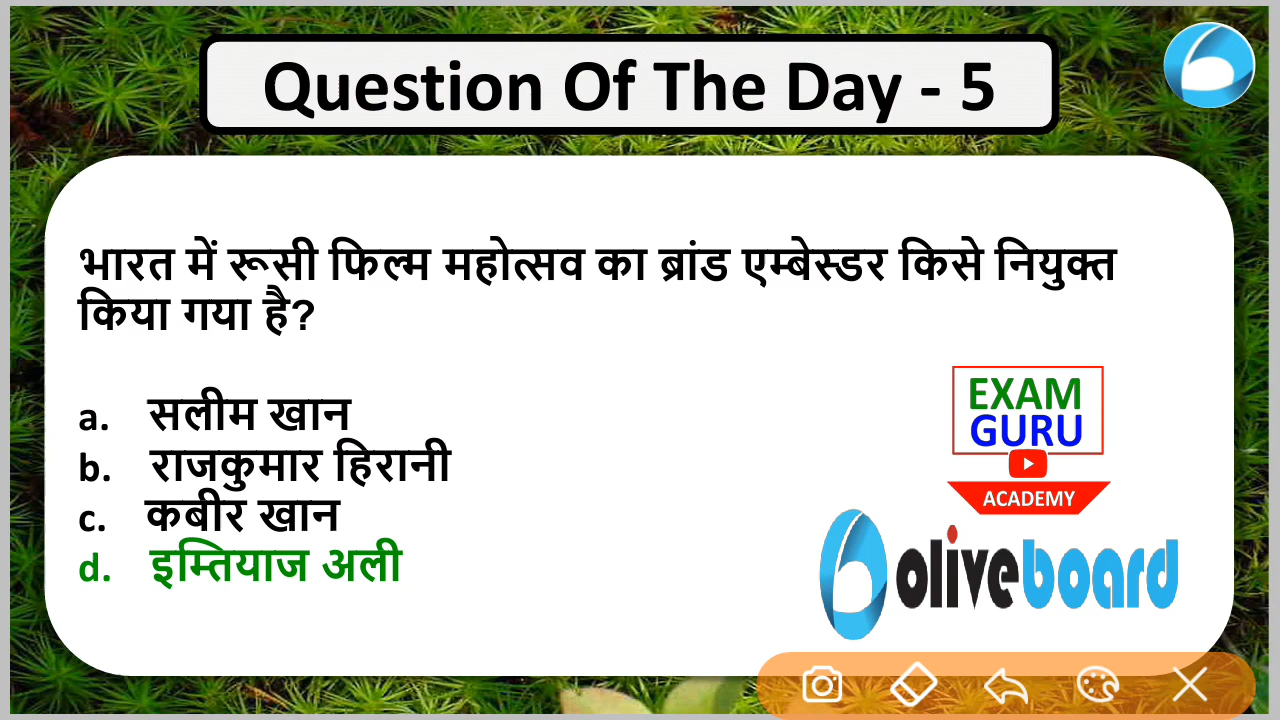 Question Of The Day - 5
भारत में रूसी फिल्म महोत्सव का ब्रांड एम्बेस्डर किसे नियुक्त
किया गया है?
a. सलीम खान
b. राजकुमार हिरानी
c. कबीर खान
d. इम्तियाज अली
EXAM
GURU
ACADEMY
oliveboard